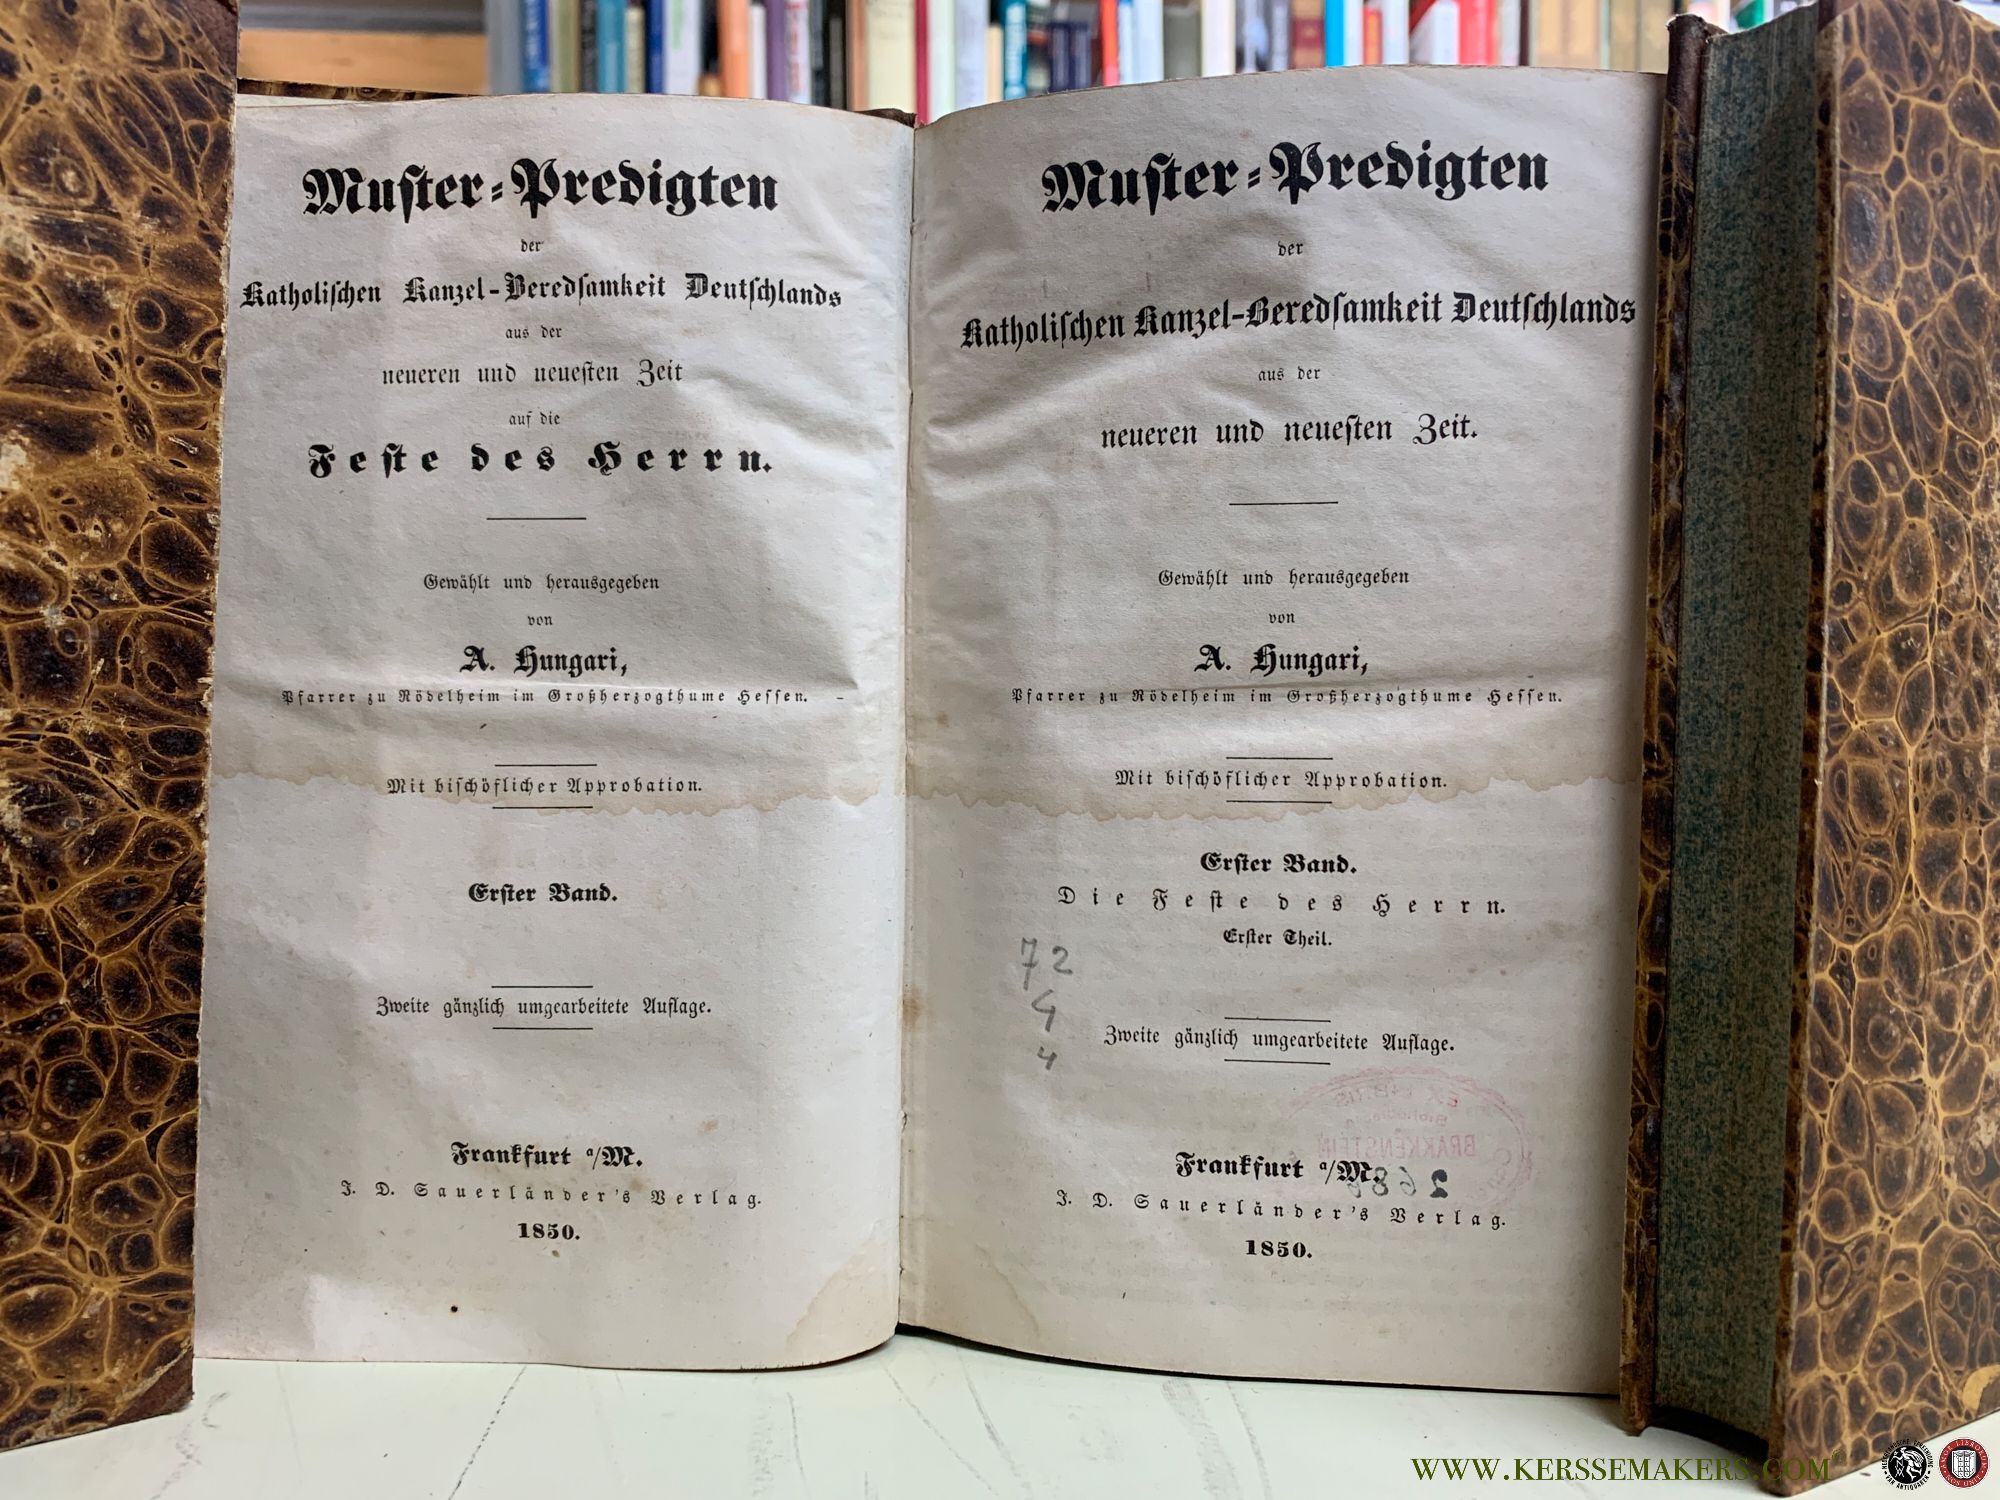 Muſter-Predigten
der
Katholiſchen Kanzel-Beredſamkeit Deutſchlands
aus der
neueren und neueſten Zeit
auf die
Feſte des Herrn.
Gewählt und herausgegeben
von
A. Hungari,
Pfarrer zu Rödelheim im Großherzogthume Heſſen.
Mit biſchöflicher Approbation.
Erſter Band.
Zweite gänzlich umgearbeitete Auflage.
Frankfurt a/M.
J. D. Sauerländer's Verlag.
1850.
Muſter-Predigten
der
Katholiſchen Kanzel-Beredſamkeit Deutſchlands
aus der
neueren und neueſten Zeit.
Gewählt und herausgegeben
von
A. Hungari,
Pfarrer zu Rödelheim im Großherzogthume Heſſen.
Mit biſchöflicher Approbation.
Erſter Band.
Die Feſte des Herrn.
Erſter Theil.
72
4
4
Zweite gänzlich umgearbeitete Auflage.
EX LIBRIS
BRAKKENSTEIN
Frankfurt a/M.
J. D. Sauerländer's Verlag.
1850.
WWW.KERSSEMAKERS.COM